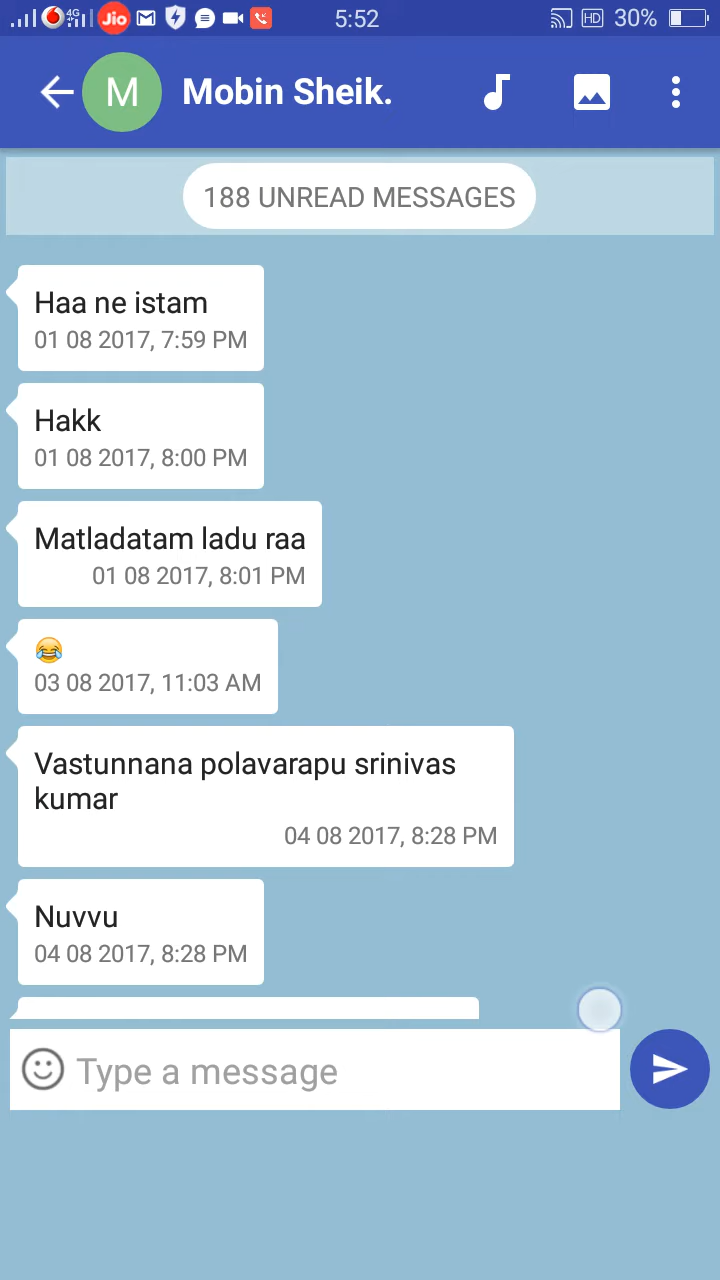 4G Jio 5:52 HD 30%
M Mobin Sheik.
188 UNREAD MESSAGES
Haa ne istam
01 08 2017, 7:59 PM
Hakk
01 08 2017, 8:00 PM
Matladatam ladu raa
01 08 2017, 8:01 PM
😂
03 08 2017, 11:03 AM
Vastunnana polavarapu srinivas
kumar
04 08 2017, 8:28 PM
Nuvvu
04 08 2017, 8:28 PM
Type a message